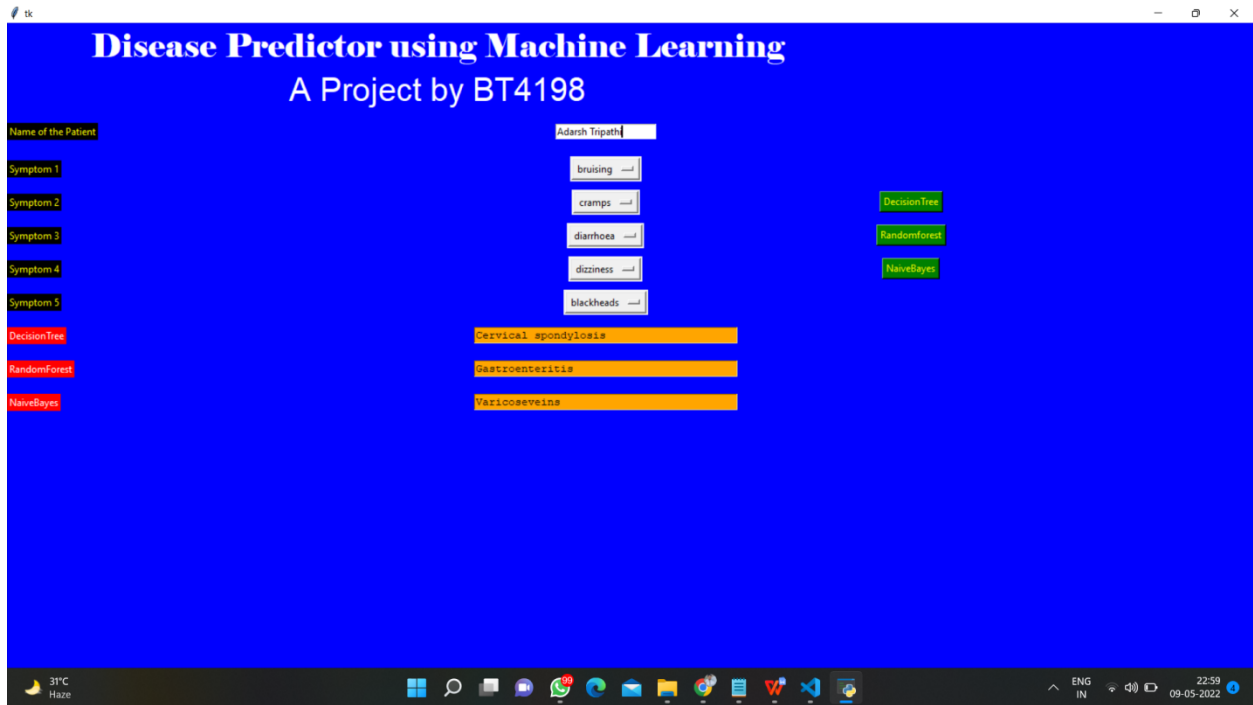 tk
Disease Predictor using Machine Learning
A Project by BT4198
Name of the Patient Adarsh Tripathi
Symptom 1 bruising
Symptom 2 cramps DecisionTree
Symptom 3 diarrhoea Randomforest
Symptom 4 dizziness NaiveBayes
Symptom 5 blackheads
DecisionTree Cervical spondylosis
RandomForest Gastroenteritis
NaiveBayes Varicoseveins
31°C
Haze
99
ENG
IN
22:59
09-05-2022
4